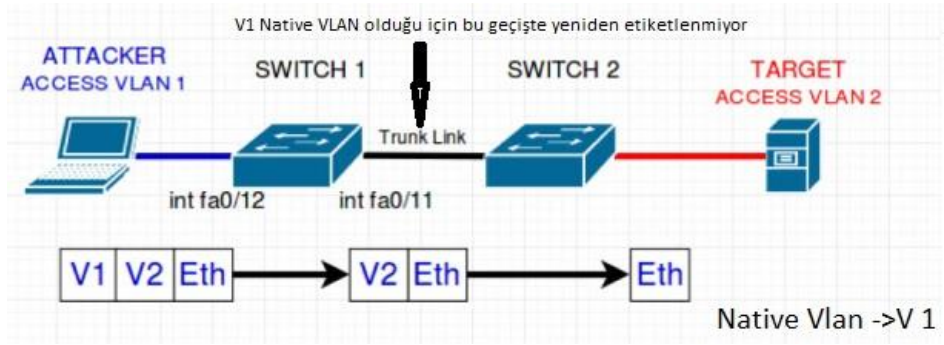 V1 Native VLAN olduğu için bu geçişte yeniden etiketlenmiyor
ATTACKER
ACCESS VLAN 1
SWITCH 1
SWITCH 2
TARGET
ACCESS VLAN 2
Trunk Link
int fa0/12
int fa0/11
V1 V2 Eth
V2 Eth
Eth
Native Vlan ->V 1